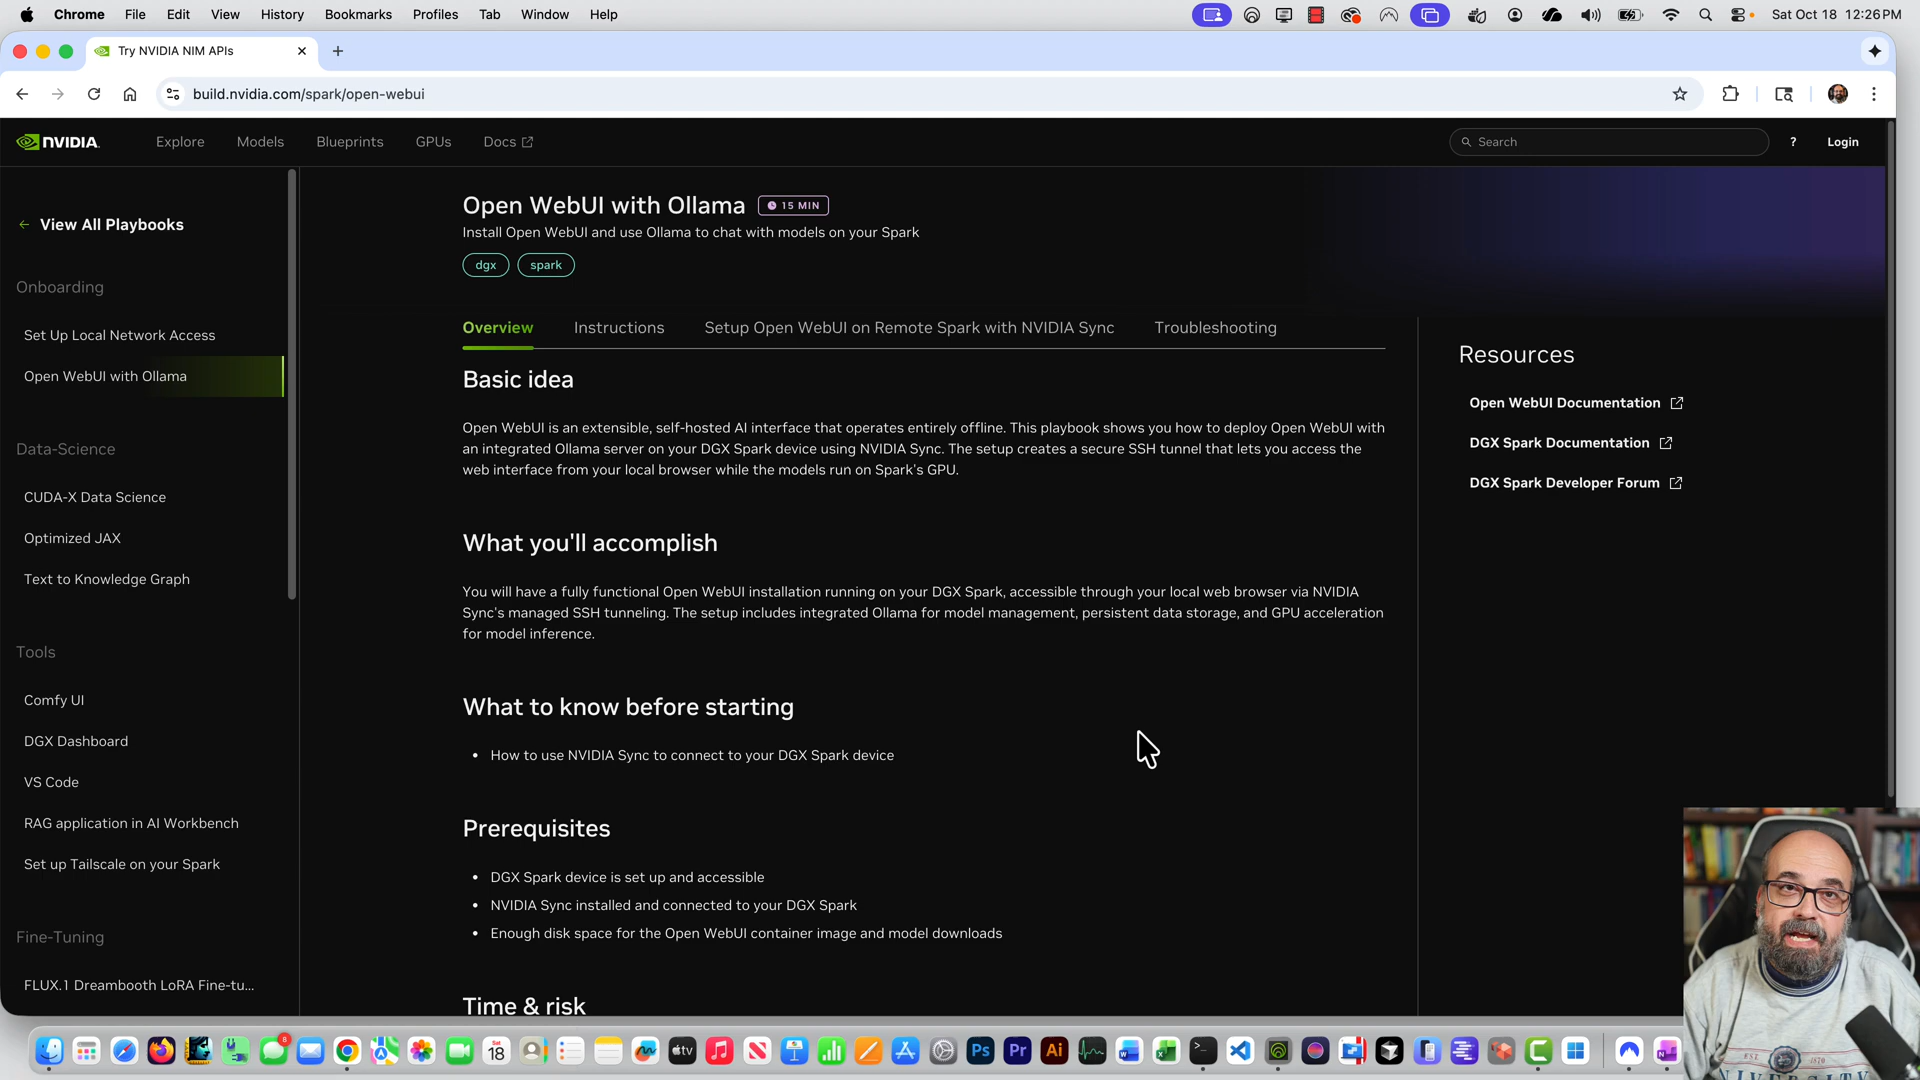 Chrome File Edit View History Bookmarks Profiles Tab Window Help Sat Oct 18 12:26 PM
Try NVIDIA NIM APIs
build.nvidia.com/spark/open-webui
NVIDIA. Explore Models Blueprints GPUs Docs Search ? Login
View All Playbooks
Onboarding
Set Up Local Network Access
Open WebUI with Ollama
Data-Science
CUDA-X Data Science
Optimized JAX
Text to Knowledge Graph
Tools
Comfy UI
DGX Dashboard
VS Code
RAG application in AI Workbench
Set up Tailscale on your Spark
Fine-Tuning
FLUX.1 Dreambooth LoRA Fine-tu...
Open WebUI with Ollama 15 MIN
Install Open WebUI and use Ollama to chat with models on your Spark
dgx spark
Overview Instructions Setup Open WebUI on Remote Spark with NVIDIA Sync Troubleshooting
Basic idea
Open WebUI is an extensible, self-hosted AI interface that operates entirely offline. This playbook shows you how to deploy Open WebUI with
an integrated Ollama server on your DGX Spark device using NVIDIA Sync. The setup creates a secure SSH tunnel that lets you access the
web interface from your local browser while the models run on Spark's GPU.
What you'll accomplish
You will have a fully functional Open WebUI installation running on your DGX Spark, accessible through your local web browser via NVIDIA
Sync's managed SSH tunneling. The setup includes integrated Ollama for model management, persistent data storage, and GPU acceleration
for model inference.
What to know before starting
• How to use NVIDIA Sync to connect to your DGX Spark device
Prerequisites
• DGX Spark device is set up and accessible
• NVIDIA Sync installed and connected to your DGX Spark
• Enough disk space for the Open WebUI container image and model downloads
Time & risk
Resources
Open WebUI Documentation
DGX Spark Documentation
DGX Spark Developer Forum
8
Sat
18
tv
Ps
Pr
Ai
EST 1870
UNIVERSITY